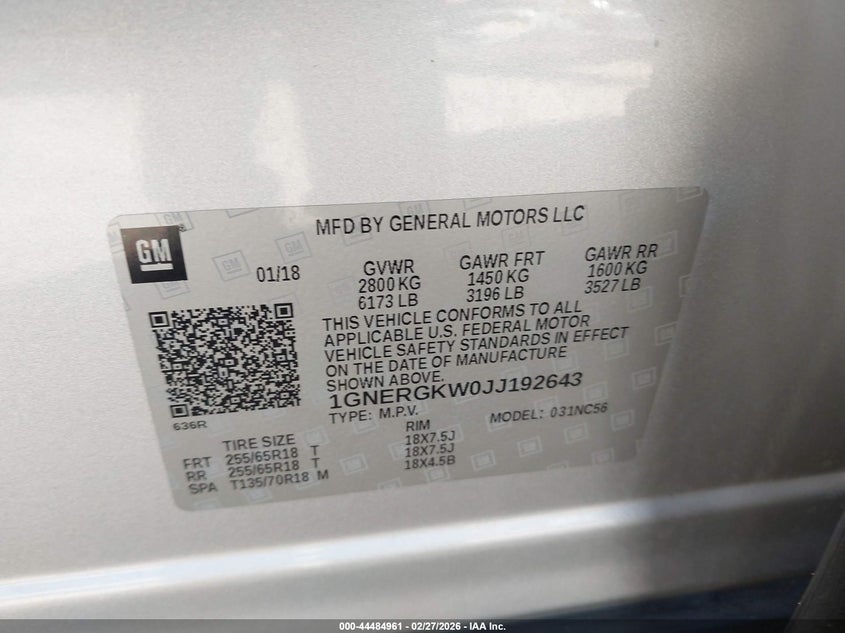 MFD BY GENERAL MOTORS LLC
GM ®
01/18
GVWR GAWR FRT GAWR RR
2800 KG 1450 KG 1600 KG
6173 LB 3196 LB 3527 LB
THIS VEHICLE CONFORMS TO ALL
APPLICABLE U.S. FEDERAL MOTOR
VEHICLE SAFETY STANDARDS IN EFFECT
ON THE DATE OF MANUFACTURE
SHOWN ABOVE.
1GNERGKW0JJ192643
TYPE: M.P.V. MODEL: 031NC56
636R
TIRE SIZE RIM
FRT 255/65R18 T 18X7.5J
RR 255/65R18 T 18X7.5J
SPA T135/70R18 M 18X4.5B
000-44484961 - 02/27/2026 - IAA Inc.